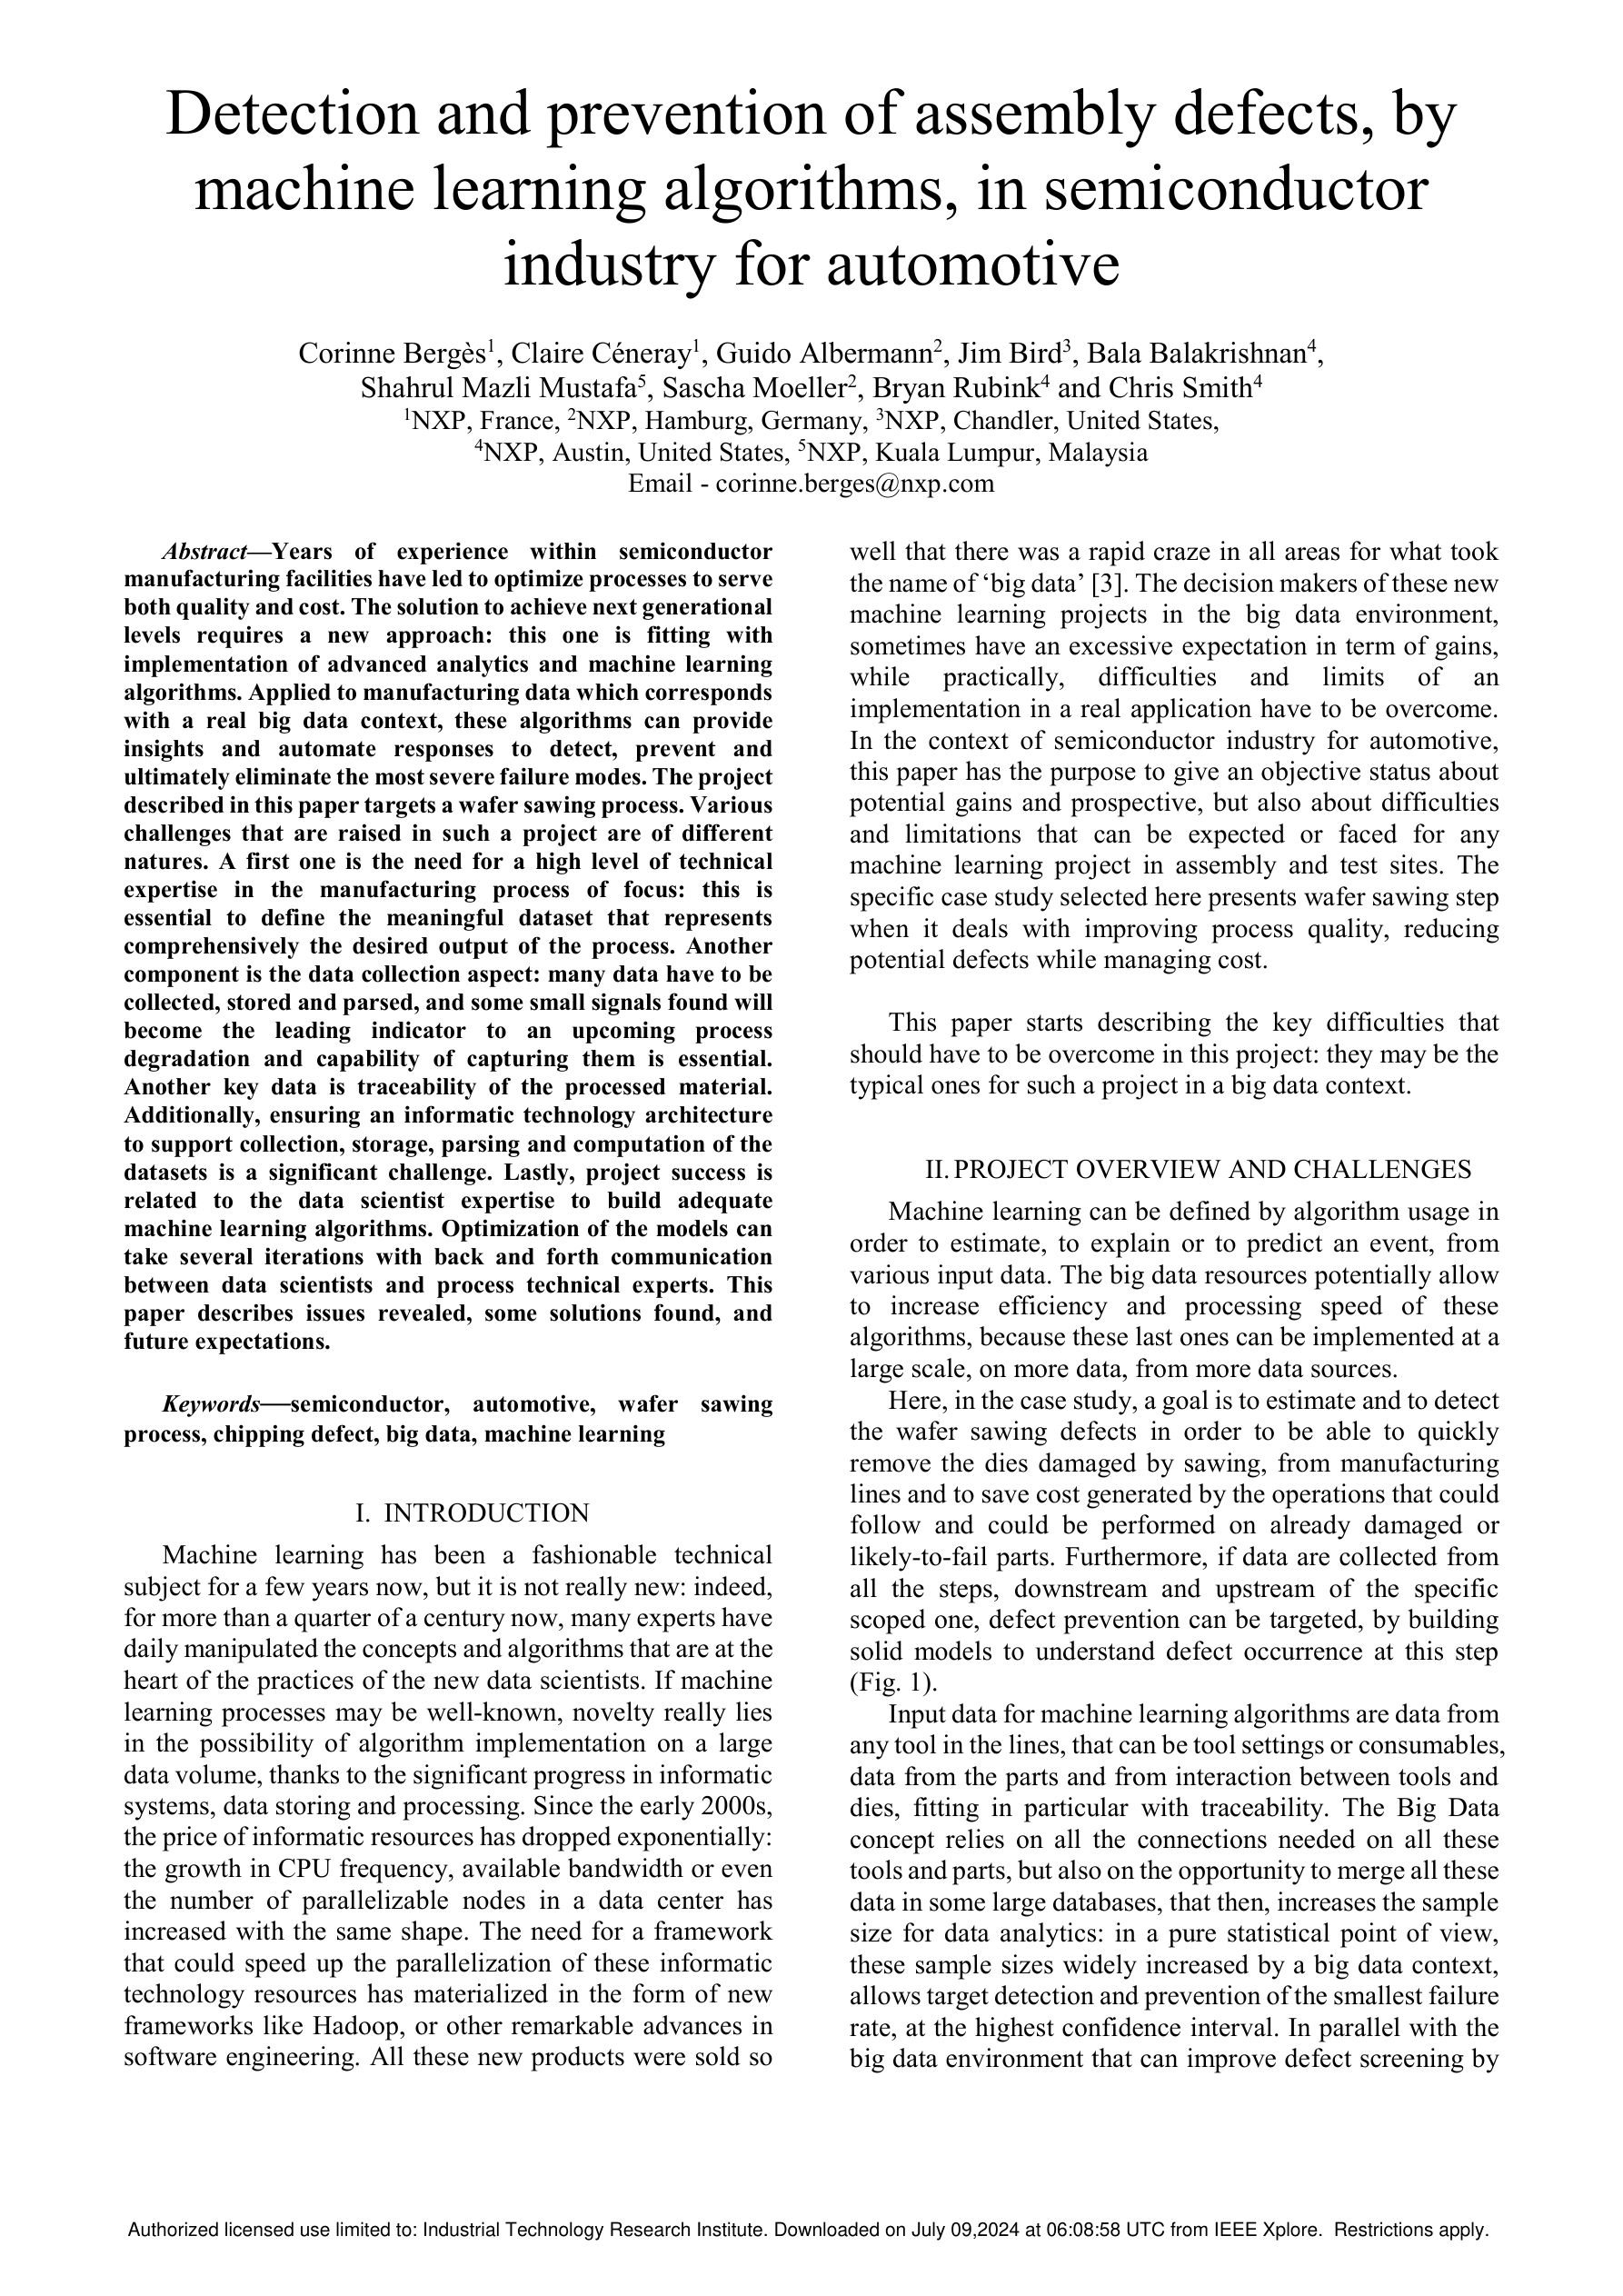 Detection and prevention of assembly defects, by
machine learning algorithms, in semiconductor
industry for automotive
Corinne Bergès1, Claire Céneray1, Guido Albermann2, Jim Bird3, Bala Balakrishnan4,
Shahrul Mazli Mustafa5, Sascha Moeller2, Bryan Rubink4 and Chris Smith4
1NXP, France, 2NXP, Hamburg, Germany, 3NXP, Chandler, United States,
4NXP, Austin, United States, 5NXP, Kuala Lumpur, Malaysia
Email - corinne.berges@nxp.com
Abstract—Years of experience within semiconductor
manufacturing facilities have led to optimize processes to serve
both quality and cost. The solution to achieve next generational
levels requires a new approach: this one is fitting with
implementation of advanced analytics and machine learning
algorithms. Applied to manufacturing data which corresponds
with a real big data context, these algorithms can provide
insights and automate responses to detect, prevent and
ultimately eliminate the most severe failure modes. The project
described in this paper targets a wafer sawing process. Various
challenges that are raised in such a project are of different
natures. A first one is the need for a high level of technical
expertise in the manufacturing process of focus: this is
essential to define the meaningful dataset that represents
comprehensively the desired output of the process. Another
component is the data collection aspect: many data have to be
collected, stored and parsed, and some small signals found will
become the leading indicator to an upcoming process
degradation and capability of capturing them is essential.
Another key data is traceability of the processed material.
Additionally, ensuring an informatic technology architecture
to support collection, storage, parsing and computation of the
datasets is a significant challenge. Lastly, project success is
related to the data scientist expertise to build adequate
machine learning algorithms. Optimization of the models can
take several iterations with back and forth communication
between data scientists and process technical experts. This
paper describes issues revealed, some solutions found, and
future expectations.
Keywords—semiconductor, automotive, wafer sawing
process, chipping defect, big data, machine learning
I. INTRODUCTION
Machine learning has been a fashionable technical
subject for a few years now, but it is not really new: indeed,
for more than a quarter of a century now, many experts have
daily manipulated the concepts and algorithms that are at the
heart of the practices of the new data scientists. If machine
learning processes may be well-known, novelty really lies
in the possibility of algorithm implementation on a large
data volume, thanks to the significant progress in informatic
systems, data storing and processing. Since the early 2000s,
the price of informatic resources has dropped exponentially:
the growth in CPU frequency, available bandwidth or even
the number of parallelizable nodes in a data center has
increased with the same shape. The need for a framework
that could speed up the parallelization of these informatic
technology resources has materialized in the form of new
frameworks like Hadoop, or other remarkable advances in
software engineering. All these new products were sold so
well that there was a rapid craze in all areas for what took
the name of ‘big data’ [3]. The decision makers of these new
machine learning projects in the big data environment,
sometimes have an excessive expectation in term of gains,
while practically, difficulties and limits of an
implementation in a real application have to be overcome.
In the context of semiconductor industry for automotive,
this paper has the purpose to give an objective status about
potential gains and prospective, but also about difficulties
and limitations that can be expected or faced for any
machine learning project in assembly and test sites. The
specific case study selected here presents wafer sawing step
when it deals with improving process quality, reducing
potential defects while managing cost.
This paper starts describing the key difficulties that
should have to be overcome in this project: they may be the
typical ones for such a project in a big data context.
II. PROJECT OVERVIEW AND CHALLENGES
Machine learning can be defined by algorithm usage in
order to estimate, to explain or to predict an event, from
various input data. The big data resources potentially allow
to increase efficiency and processing speed of these
algorithms, because these last ones can be implemented at a
large scale, on more data, from more data sources.
Here, in the case study, a goal is to estimate and to detect
the wafer sawing defects in order to be able to quickly
remove the dies damaged by sawing, from manufacturing
lines and to save cost generated by the operations that could
follow and could be performed on already damaged or
likely-to-fail parts. Furthermore, if data are collected from
all the steps, downstream and upstream of the specific
scoped one, defect prevention can be targeted, by building
solid models to understand defect occurrence at this step
(Fig. 1).
Input data for machine learning algorithms are data from
any tool in the lines, that can be tool settings or consumables,
data from the parts and from interaction between tools and
dies, fitting in particular with traceability. The Big Data
concept relies on all the connections needed on all these
tools and parts, but also on the opportunity to merge all these
data in some large databases, that then, increases the sample
size for data analytics: in a pure statistical point of view,
these sample sizes widely increased by a big data context,
allows target detection and prevention of the smallest failure
rate, at the highest confidence interval. In parallel with the
big data environment that can improve defect screening by
Authorized licensed use limited to: Industrial Technology Research Institute. Downloaded on July 09,2024 at 06:08:58 UTC from IEEE Xplore. Restrictions apply.